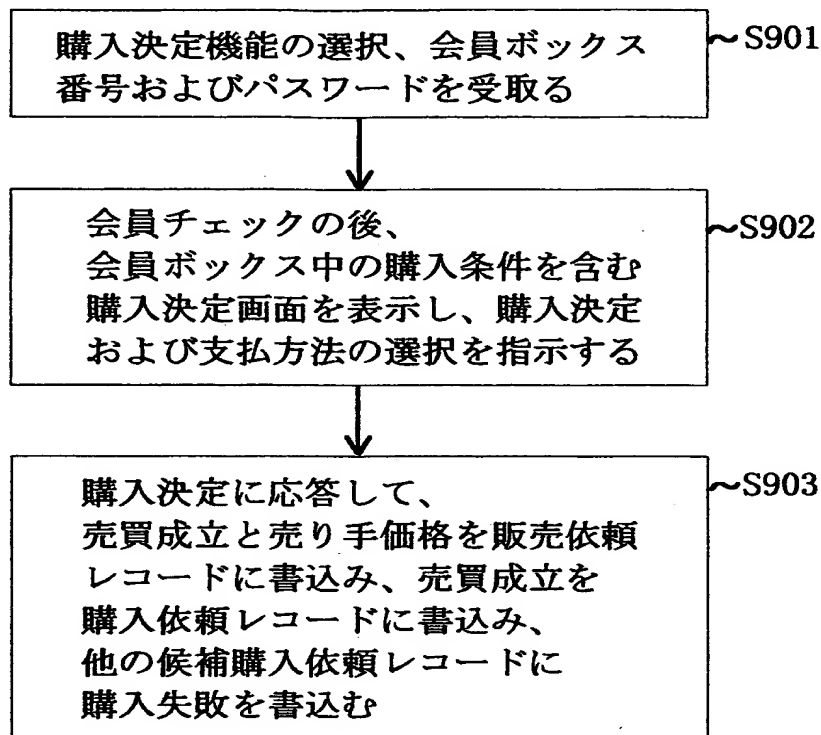 購入決定機能の選択、会員ボックス
番号およびパスワードを受取る
~S901
会員チェックの後、
会員ボックス中の購入条件を含む
購入決定画面を表示し、購入決定
および支払方法の選択を指示する
~S902
購入決定に応答して、
売買成立と売り手価格を販売依頼
レコードに書込み、売買成立を
購入依頼レコードに書込み、
他の候補購入依頼レコードに
購入失敗を書込む
~S903